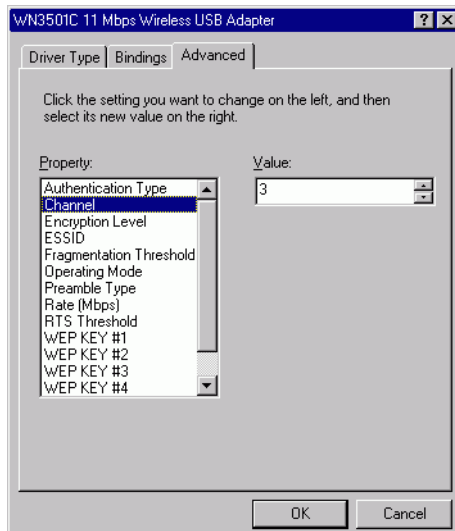 WN3501C 11 Mbps Wireless USB Adapter
Driver Type Bindings Advanced
Click the setting you want to change on the left, and then
select its new value on the right.
Property: Value:
Authentication Type 3
Channel
Encryption Level
ESSID
Fragmentation Threshold
Operating Mode
Preamble Type
Rate (Mbps)
RTS Threshold
WEP KEY #1
WEP KEY #2
WEP KEY #3
WEP KEY #4
OK Cancel